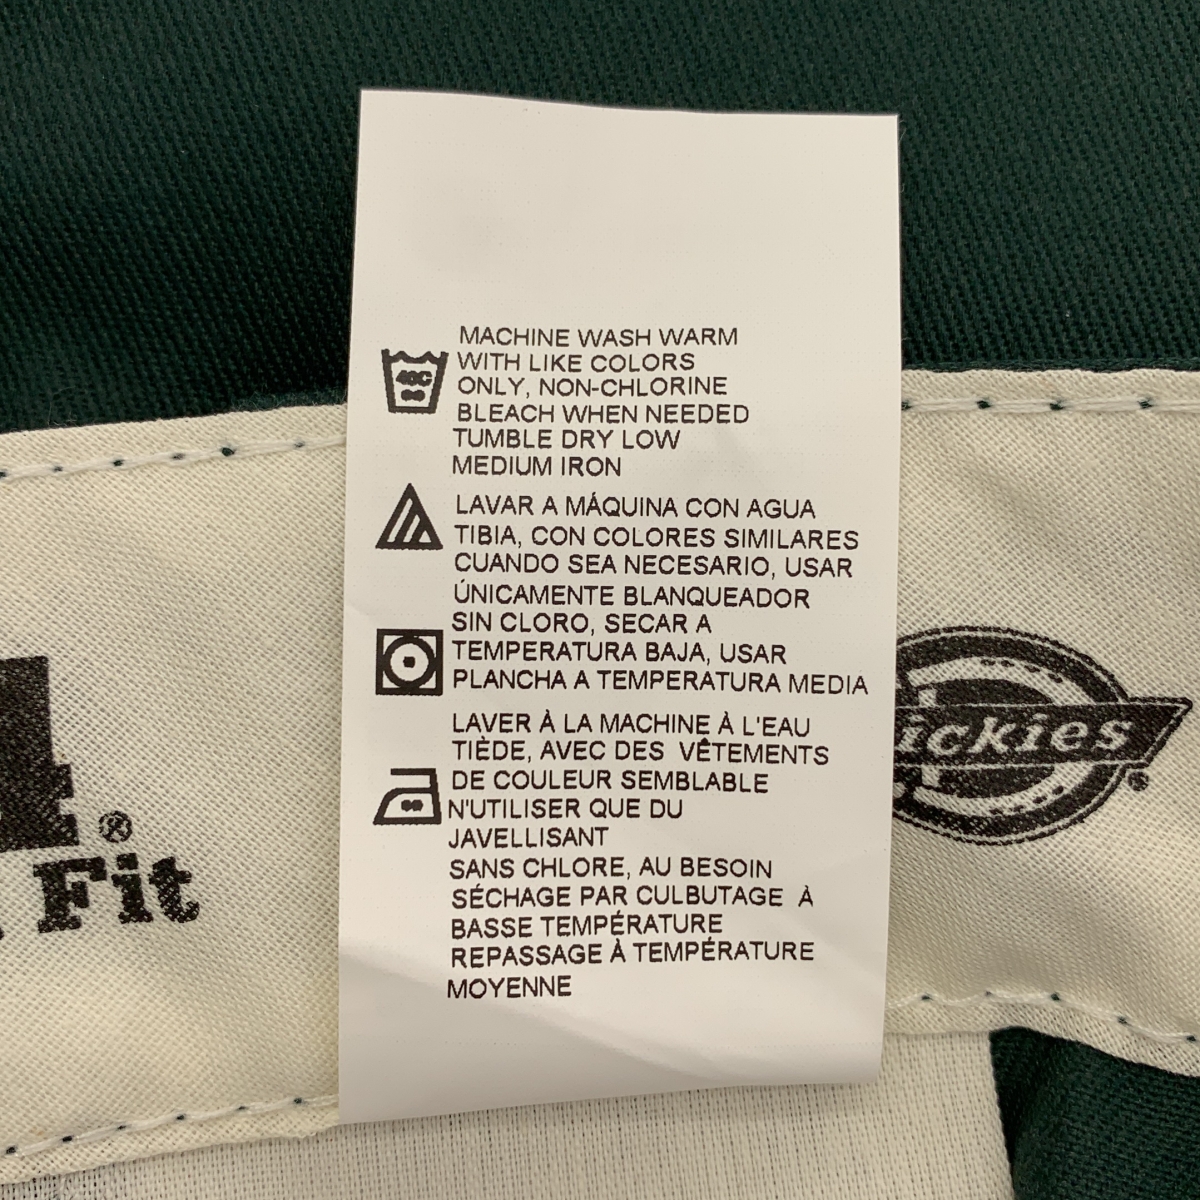 MACHINE WASH WARM
WITH LIKE COLORS
ONLY, NON-CHLORINE
BLEACH WHEN NEEDED
TUMBLE DRY LOW
MEDIUM IRON
40C
LAVAR A MÁQUINA CON AGUA
TIBIA, CON COLORES SIMILARES
CUANDO SEA NECESARIO, USAR
ÚNICAMENTE BLANQUEADOR
SIN CLORO, SECAR A
TEMPERATURA BAJA, USAR
PLANCHA A TEMPERATURA MEDIA
LAVER À LA MACHINE À L'EAU
TIÈDE, AVEC DES VÊTEMENTS
DE COULEUR SEMBLABLE
N'UTILISER QUE DU
JAVELLISANT
SANS CHLORE, AU BESOIN
SÉCHAGE PAR CULBUTAGE À
BASSE TEMPÉRATURE
REPASSAGE À TEMPÉRATURE
MOYENNE
4®
Fit
ickies®